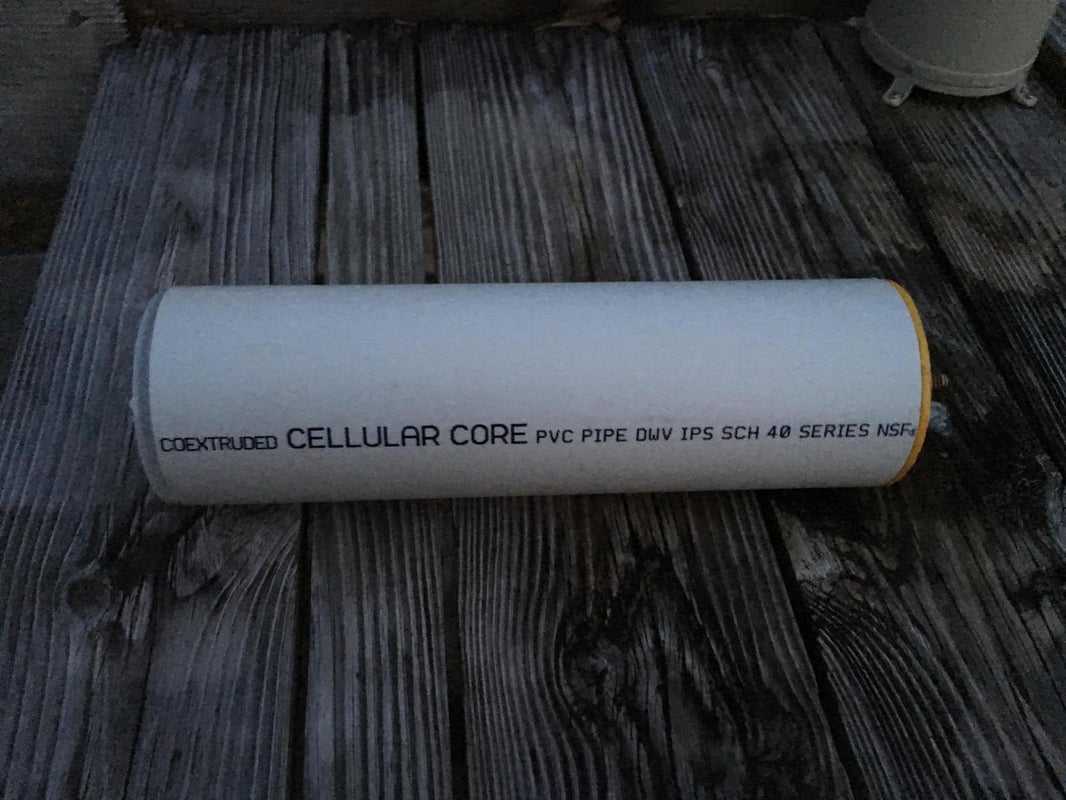 COEXTRUDED CELLULAR CORE PVC PIPE DWV IPS SCH 40 SERIES NSF